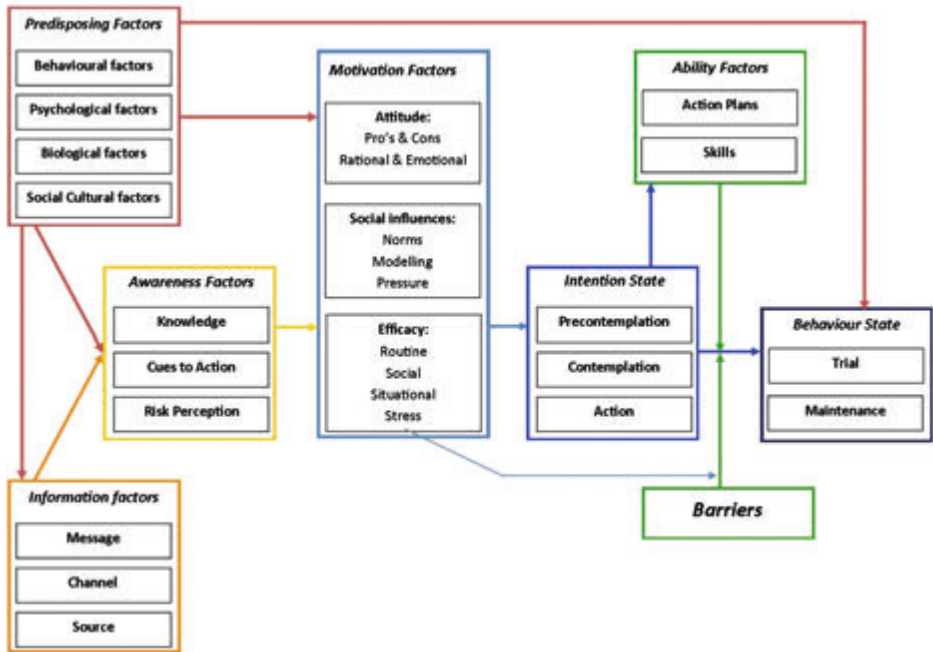 Predisposing Factors
Behavioural factors
Psychological factors
Biological factors
Social Cultural factors
Motivation Factors
Attitude:
Pro's & Cons
Rational & Emotional
Social influences:
Norms
Modelling
Pressure
Efficacy:
Routine
Social
Situational
Stress
Ability Factors
Action Plans
Skills
Awareness Factors
Knowledge
Cues to Action
Risk Perception
Intention State
Precontemplation
Contemplation
Action
Behaviour State
Trial
Maintenance
Information factors
Message
Channel
Source
Barriers